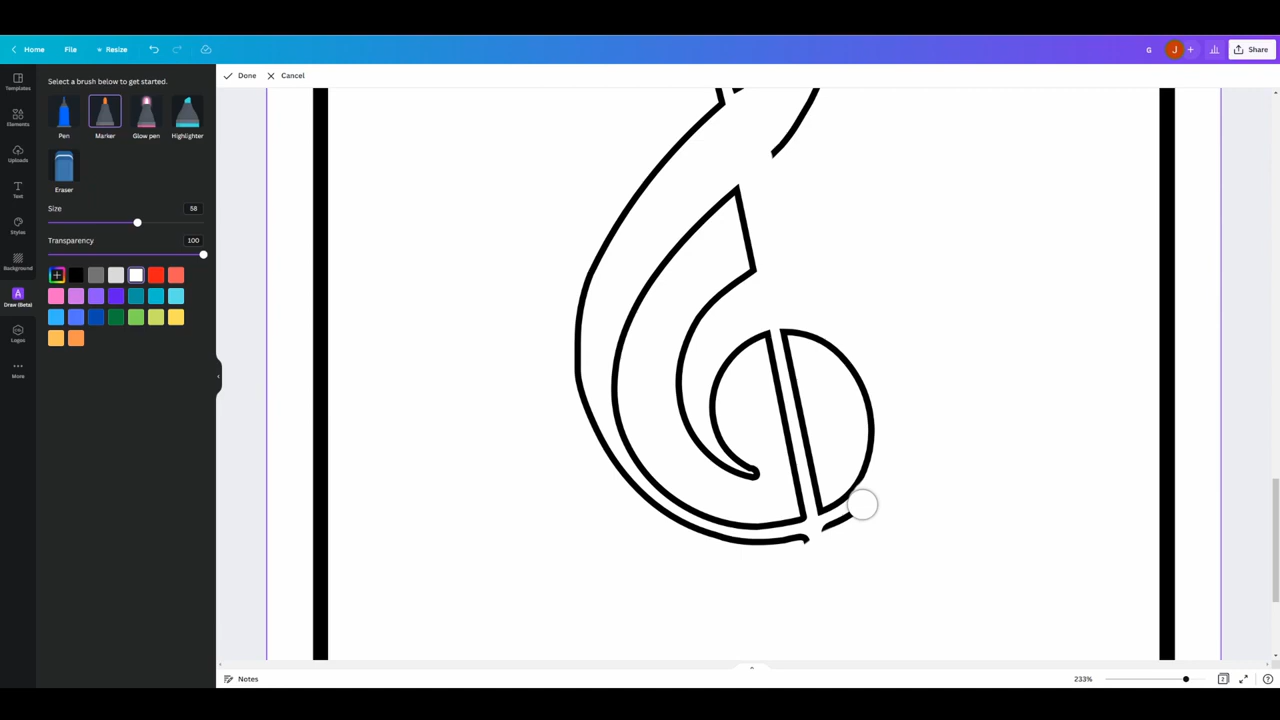 Home File Resize G J + Share
Templates
Elements
Uploads
Text
Styles
Background
Draw (Beta)
Logos
More
Select a brush below to get started.
Pen Marker Glow pen Highlighter
Eraser
Size 58
Transparency 100
Done Cancel
Notes 233% 2 ?